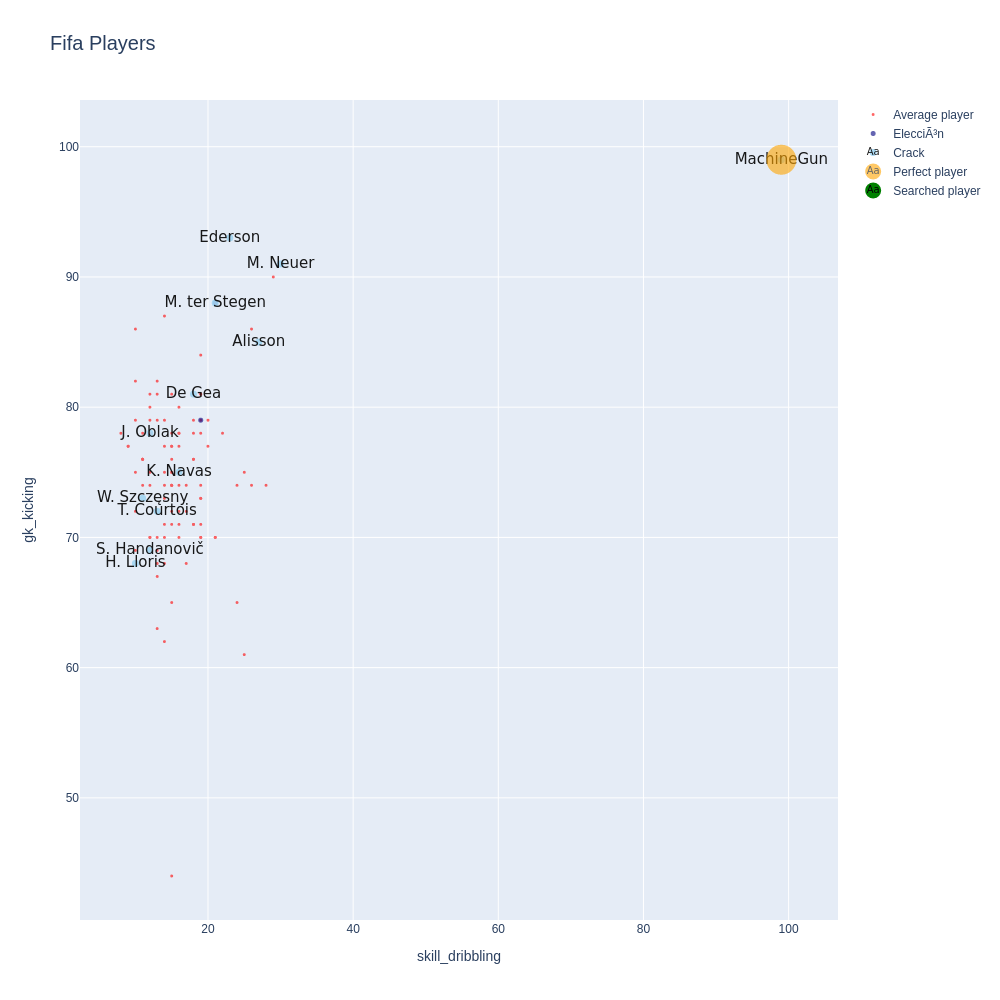 Fifa Players
Average player
ElecciÃ³n
Aa Crack
Aa Perfect player
Aa Searched player
100
90
80
70
60
50
gk_kicking
MachineGun
Ederson
M. Neuer
M. ter Stegen
Alisson
De Gea
J. Oblak
K. Navas
W. Szczesny
T. Courtois
S. Handanovič
H. Lloris
20
40
60
80
100
skill_dribbling